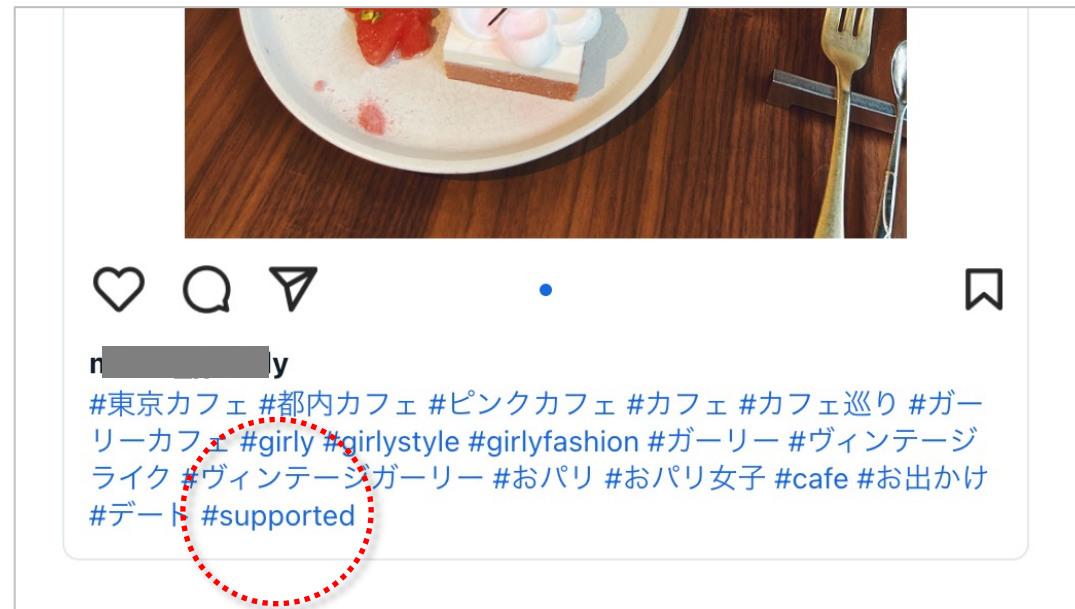 #東京カフェ #都内カフェ #ピンクカフェ #カフェ #カフェ巡り #ガー
リーカフェ #girly #girlystyle #girlyfashion #ガーリー #ヴィンテージ
ライク #ヴィンテージガーリー #おパリ #おパリ女子 #cafe #お出かけ
#デート #supported